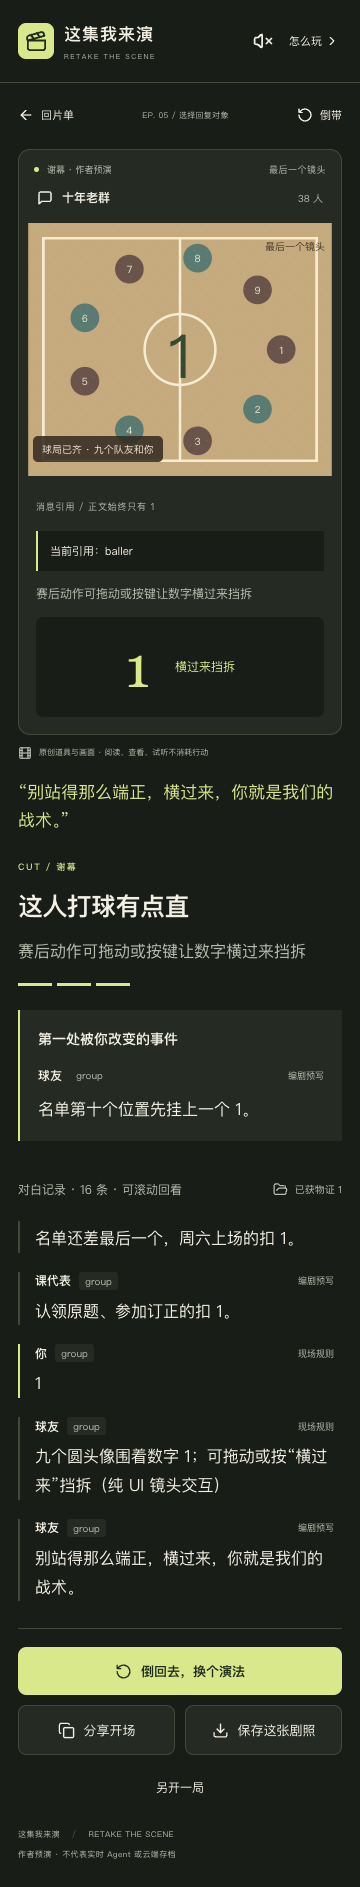 这集我来演
RETAKE THE SCENE
怎么玩
回片单
EP. 05 / 选择回复对象
倒带
谢幕 · 作者预演
最后一个镜头
十年老群
38 人
最后一个镜头
8
7
9
6
1
1
5
2
4
3
球局已齐 · 九个队友和你
消息引用 / 正文始终只有 1
当前引用：baller
赛后动作可拖动或按键让数字横过来挡拆
1
横过来挡拆
原创道具与画面 · 阅读、查看、试听不消耗行动
“别站得那么端正，横过来，你就是我们的
战术。”
CUT / 谢幕
这人打球有点直
赛后动作可拖动或按键让数字横过来挡拆
第一处被你改变的事件
球友 group 编剧预写
名单第十个位置先挂上一个 1。
对白记录 · 16 条 · 可滚动回看
已获物证 1
名单还差最后一个，周六上场的扣 1。
课代表 group 编剧预写
认领原题、参加订正的扣 1。
你 group 现场规则
1
球友 group 现场规则
九个圆头像围着数字 1；可拖动或按“横过
来”挡拆（纯 UI 镜头交互）
球友 group 编剧预写
别站得那么端正，横过来，你就是我们的
战术。
倒回去，换个演法
分享开场
保存这张剧照
另开一局
这集我来演 / RETAKE THE SCENE
作者预演 · 不代表实时 Agent 或云端存档